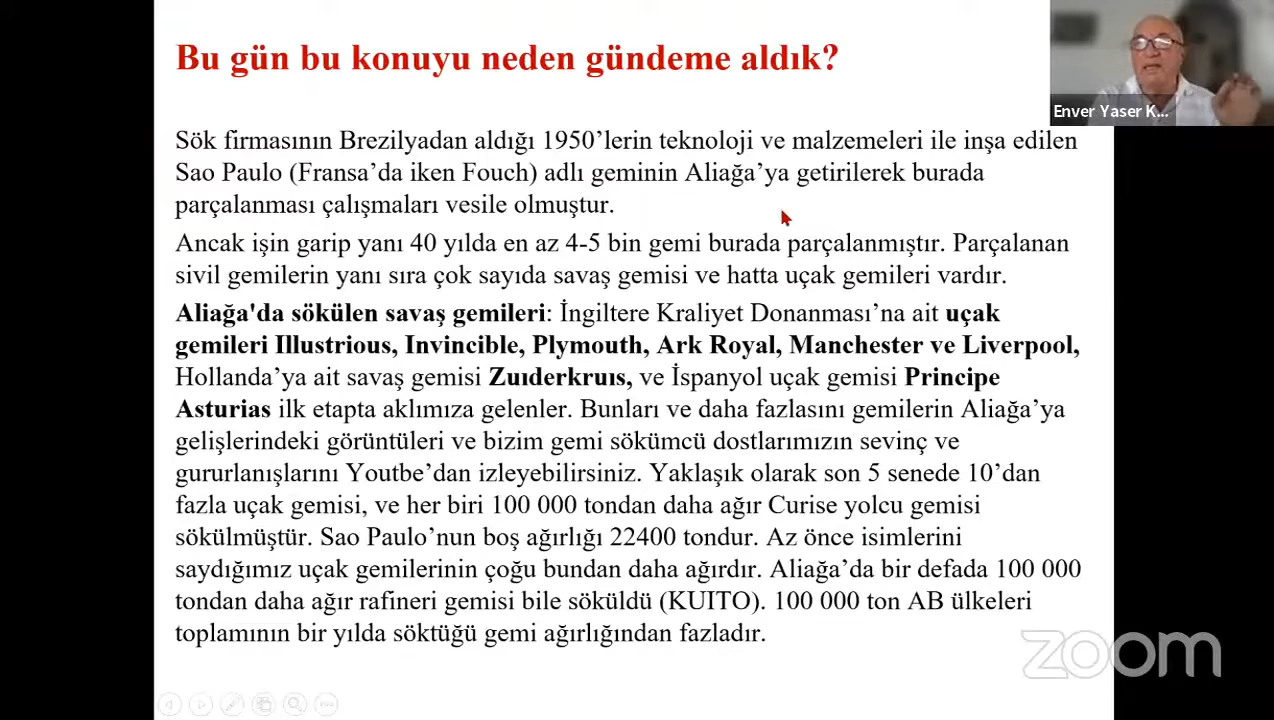 Bu gün bu konuyu neden gündeme aldık?
Enver Yaser K...
Sök firmasının Brezilyadan aldığı 1950’lerin teknoloji ve malzemeleri ile inşa edilen
Sao Paulo (Fransa’da iken Fouch) adlı geminin Aliağa’ya getirilerek burada
parçalanması çalışmaları vesile olmuştur.
Ancak işin garip yanı 40 yılda en az 4-5 bin gemi burada parçalanmıştır. Parçalanan
sivil gemilerin yanı sıra çok sayıda savaş gemisi ve hatta uçak gemileri vardır.
Aliağa'da sökülen savaş gemileri: İngiltere Kraliyet Donanması’na ait uçak
gemileri Illustrious, Invincible, Plymouth, Ark Royal, Manchester ve Liverpool,
Hollanda’ya ait savaş gemisi Zuıderkruıs, ve İspanyol uçak gemisi Principe
Asturias ilk etapta aklımıza gelenler. Bunları ve daha fazlasını gemilerin Aliağa’ya
gelişlerindeki görüntüleri ve bizim gemi sökümcü dostlarımızın sevinç ve
gururlanışlarını Youtbe’dan izleyebilirsiniz. Yaklaşık olarak son 5 senede 10’dan
fazla uçak gemisi, ve her biri 100 000 tondan daha ağır Curise yolcu gemisi
sökülmüştür. Sao Paulo’nun boş ağırlığı 22400 tondur. Az önce isimlerini
saydığımız uçak gemilerinin çoğu bundan daha ağırdır. Aliağa’da bir defada 100 000
tondan daha ağır rafineri gemisi bile söküldü (KUITO). 100 000 ton AB ülkeleri
toplamının bir yılda söktüğü gemi ağırlığından fazladır.
zoom